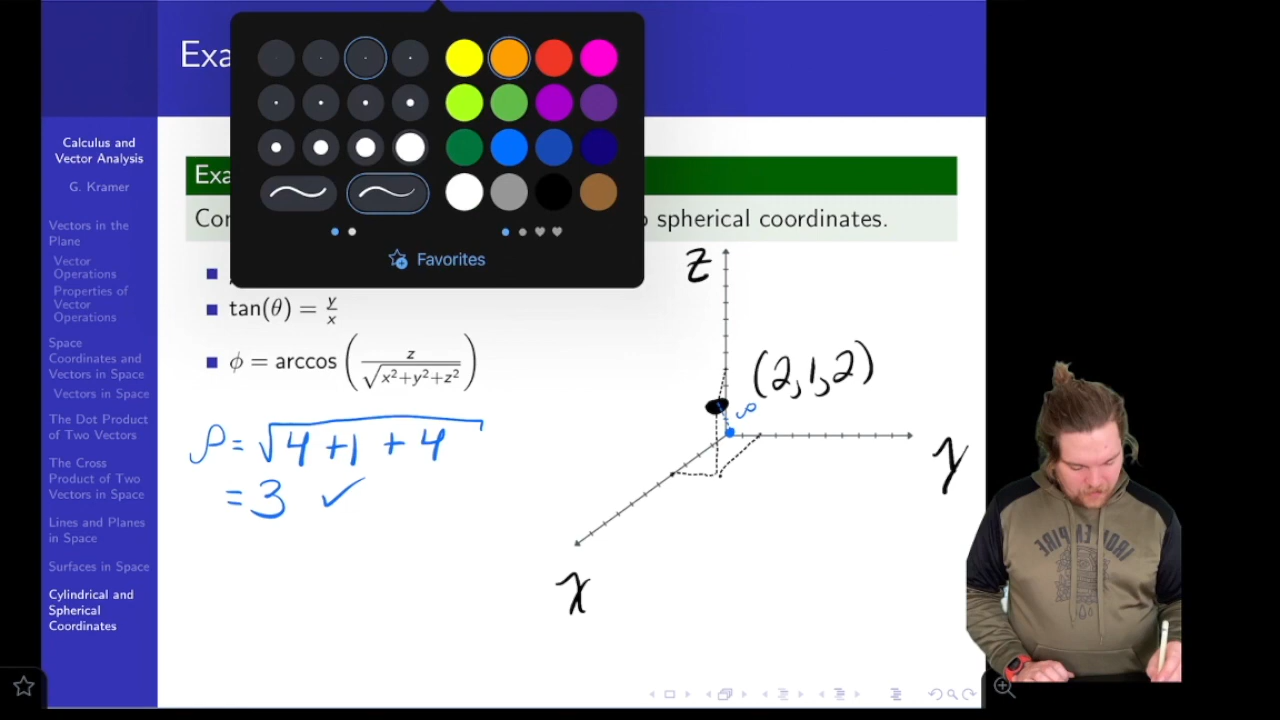 Exa
Favorites
Calculus and
Vector Analysis
G. Kramer
Vectors in the
Plane
Vector
Operations
Properties of
Vector
Operations
Space
Coordinates and
Vectors in Space
Vectors in Space
The Dot Product
of Two Vectors
The Cross
Product of Two
Vectors in Space
Lines and Planes
in Space
Surfaces in Space
Cylindrical and
Spherical
Coordinates
Exa
Con
spherical coordinates.
tan(θ) = y/x
ϕ = arccos (z/√x²+y²+z²)
ρ = √4 + 1 + 4
= 3 ✓
z
(2,1,2)
ρ
y
x